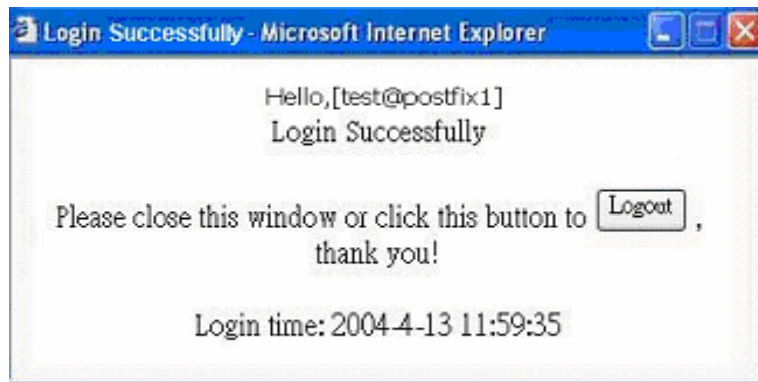 Login Successfully - Microsoft Internet Explorer
Hello,[test@postfix1]
Login Successfully
Please close this window or click this button to Logout ,
thank you!
Login time: 2004-4-13 11:59:35